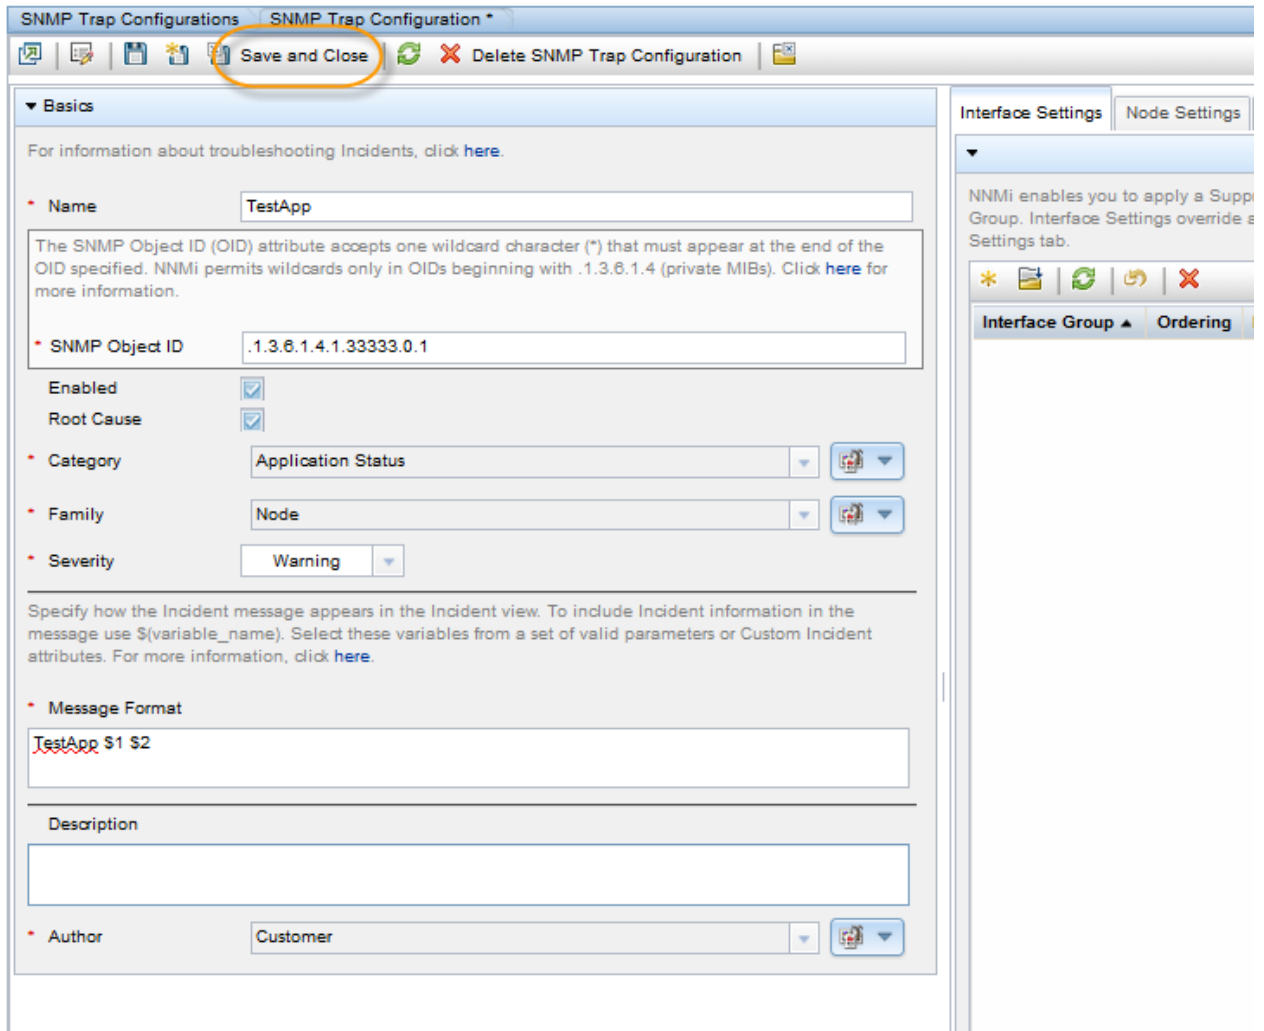 SNMP Trap Configurations SNMP Trap Configuration *
Save and Close Delete SNMP Trap Configuration
Basics
For information about troubleshooting Incidents, click here.
* Name TestApp
The SNMP Object ID (OID) attribute accepts one wildcard character (*) that must appear at the end of the
OID specified. NNMi permits wildcards only in OIDs beginning with .1.3.6.1.4 (private MIBs). Click here for
more information.
* SNMP Object ID .1.3.6.1.4.1.33333.0.1
Enabled
Root Cause
* Category Application Status
* Family Node
* Severity Warning
Specify how the Incident message appears in the Incident view. To include Incident information in the
message use $(variable_name). Select these variables from a set of valid parameters or Custom Incident
attributes. For more information, click here.
* Message Format
TestApp $1 $2
Description
* Author Customer
Interface Settings Node Settings
NNMi enables you to apply a Supp
Group. Interface Settings override a
Settings tab.
Interface Group Ordering